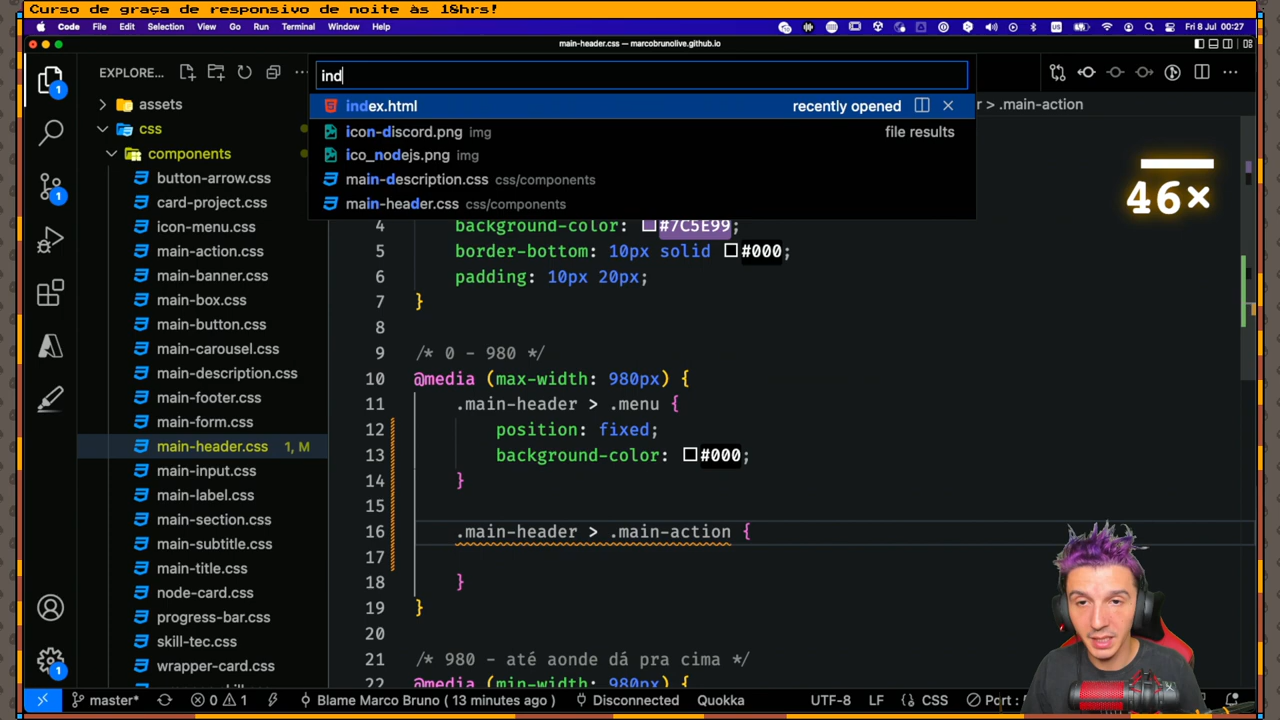 Curso de graça de responsivo de noite às 18hrs!
Code File Edit Selection View Go Run Terminal Window Help
US
Fri 8 Jul 00:27
main-header.css — marcobrunolive.github.io
EXPLORE...
ind
> .main-action
assets
css
components
button-arrow.css
card-project.css
icon-menu.css
main-action.css
main-banner.css
main-box.css
main-button.css
main-carousel.css
main-description.css
main-footer.css
main-form.css
main-header.css 1, M
main-input.css
main-label.css
main-section.css
main-subtitle.css
main-title.css
node-card.css
progress-bar.css
skill-tec.css
wrapper-card.css
index.html recently opened
icon-discord.png img file results
ico_nodejs.png img
main-description.css css/components
main-header.css css/components
46×
4 background-color: #7C5E99;
5 border-bottom: 10px solid #000;
6 padding: 10px 20px;
7 }
8
9 /* 0 - 980 */
10 @media (max-width: 980px) {
11 .main-header > .menu {
12 position: fixed;
13 background-color: #000;
14 }
15
16 .main-header > .main-action {
17
18 }
19 }
20
21 /* 980 - até aonde dá pra cima */
22 @media (min-width: 980px) {
1
1
1
master* 0 1 Blame Marco Bruno ( 13 minutes ago ) Disconnected Quokka UTF-8 LF CSS Port :